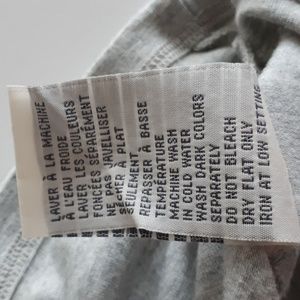 LAVER À LA MACHINE
À L'EAU FROIDE
LAVER LES COULEURS
FONCÉES SÉPARÉMENT
NE PAS JAVELLISER
SÉCHER À PLAT
SEULEMENT
REPASSER À BASSE
TEMPÉRATURE
MACHINE WASH
IN COLD WATER
WASH DARK COLORS
SEPARATELY
DO NOT BLEACH
DRY FLAT ONLY
IRON AT LOW SETTING